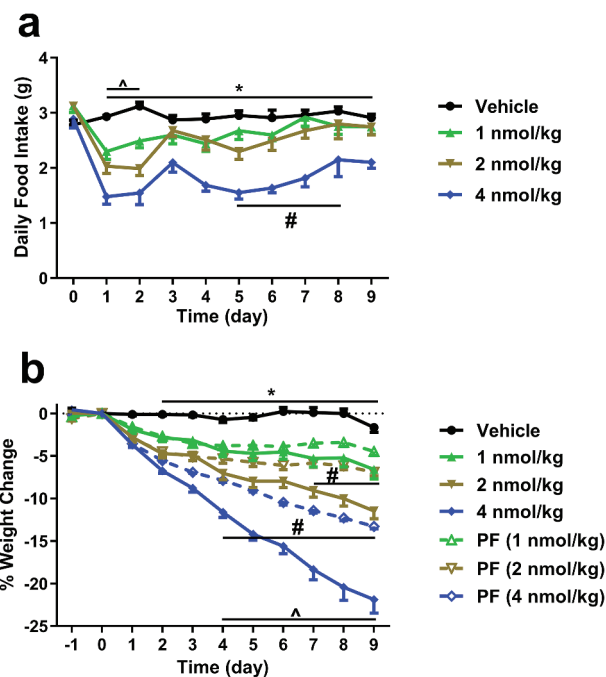 a
Daily Food Intake (g)
4
3
2
1
0
^
*
#
0 1 2 3 4 5 6 7 8 9
Time (day)
Vehicle
1 nmol/kg
2 nmol/kg
4 nmol/kg
b
% Weight Change
0
-5
-10
-15
-20
-25
*
#
#
^
-1 0 1 2 3 4 5 6 7 8 9
Time (day)
Vehicle
1 nmol/kg
2 nmol/kg
4 nmol/kg
PF (1 nmol/kg)
PF (2 nmol/kg)
PF (4 nmol/kg)